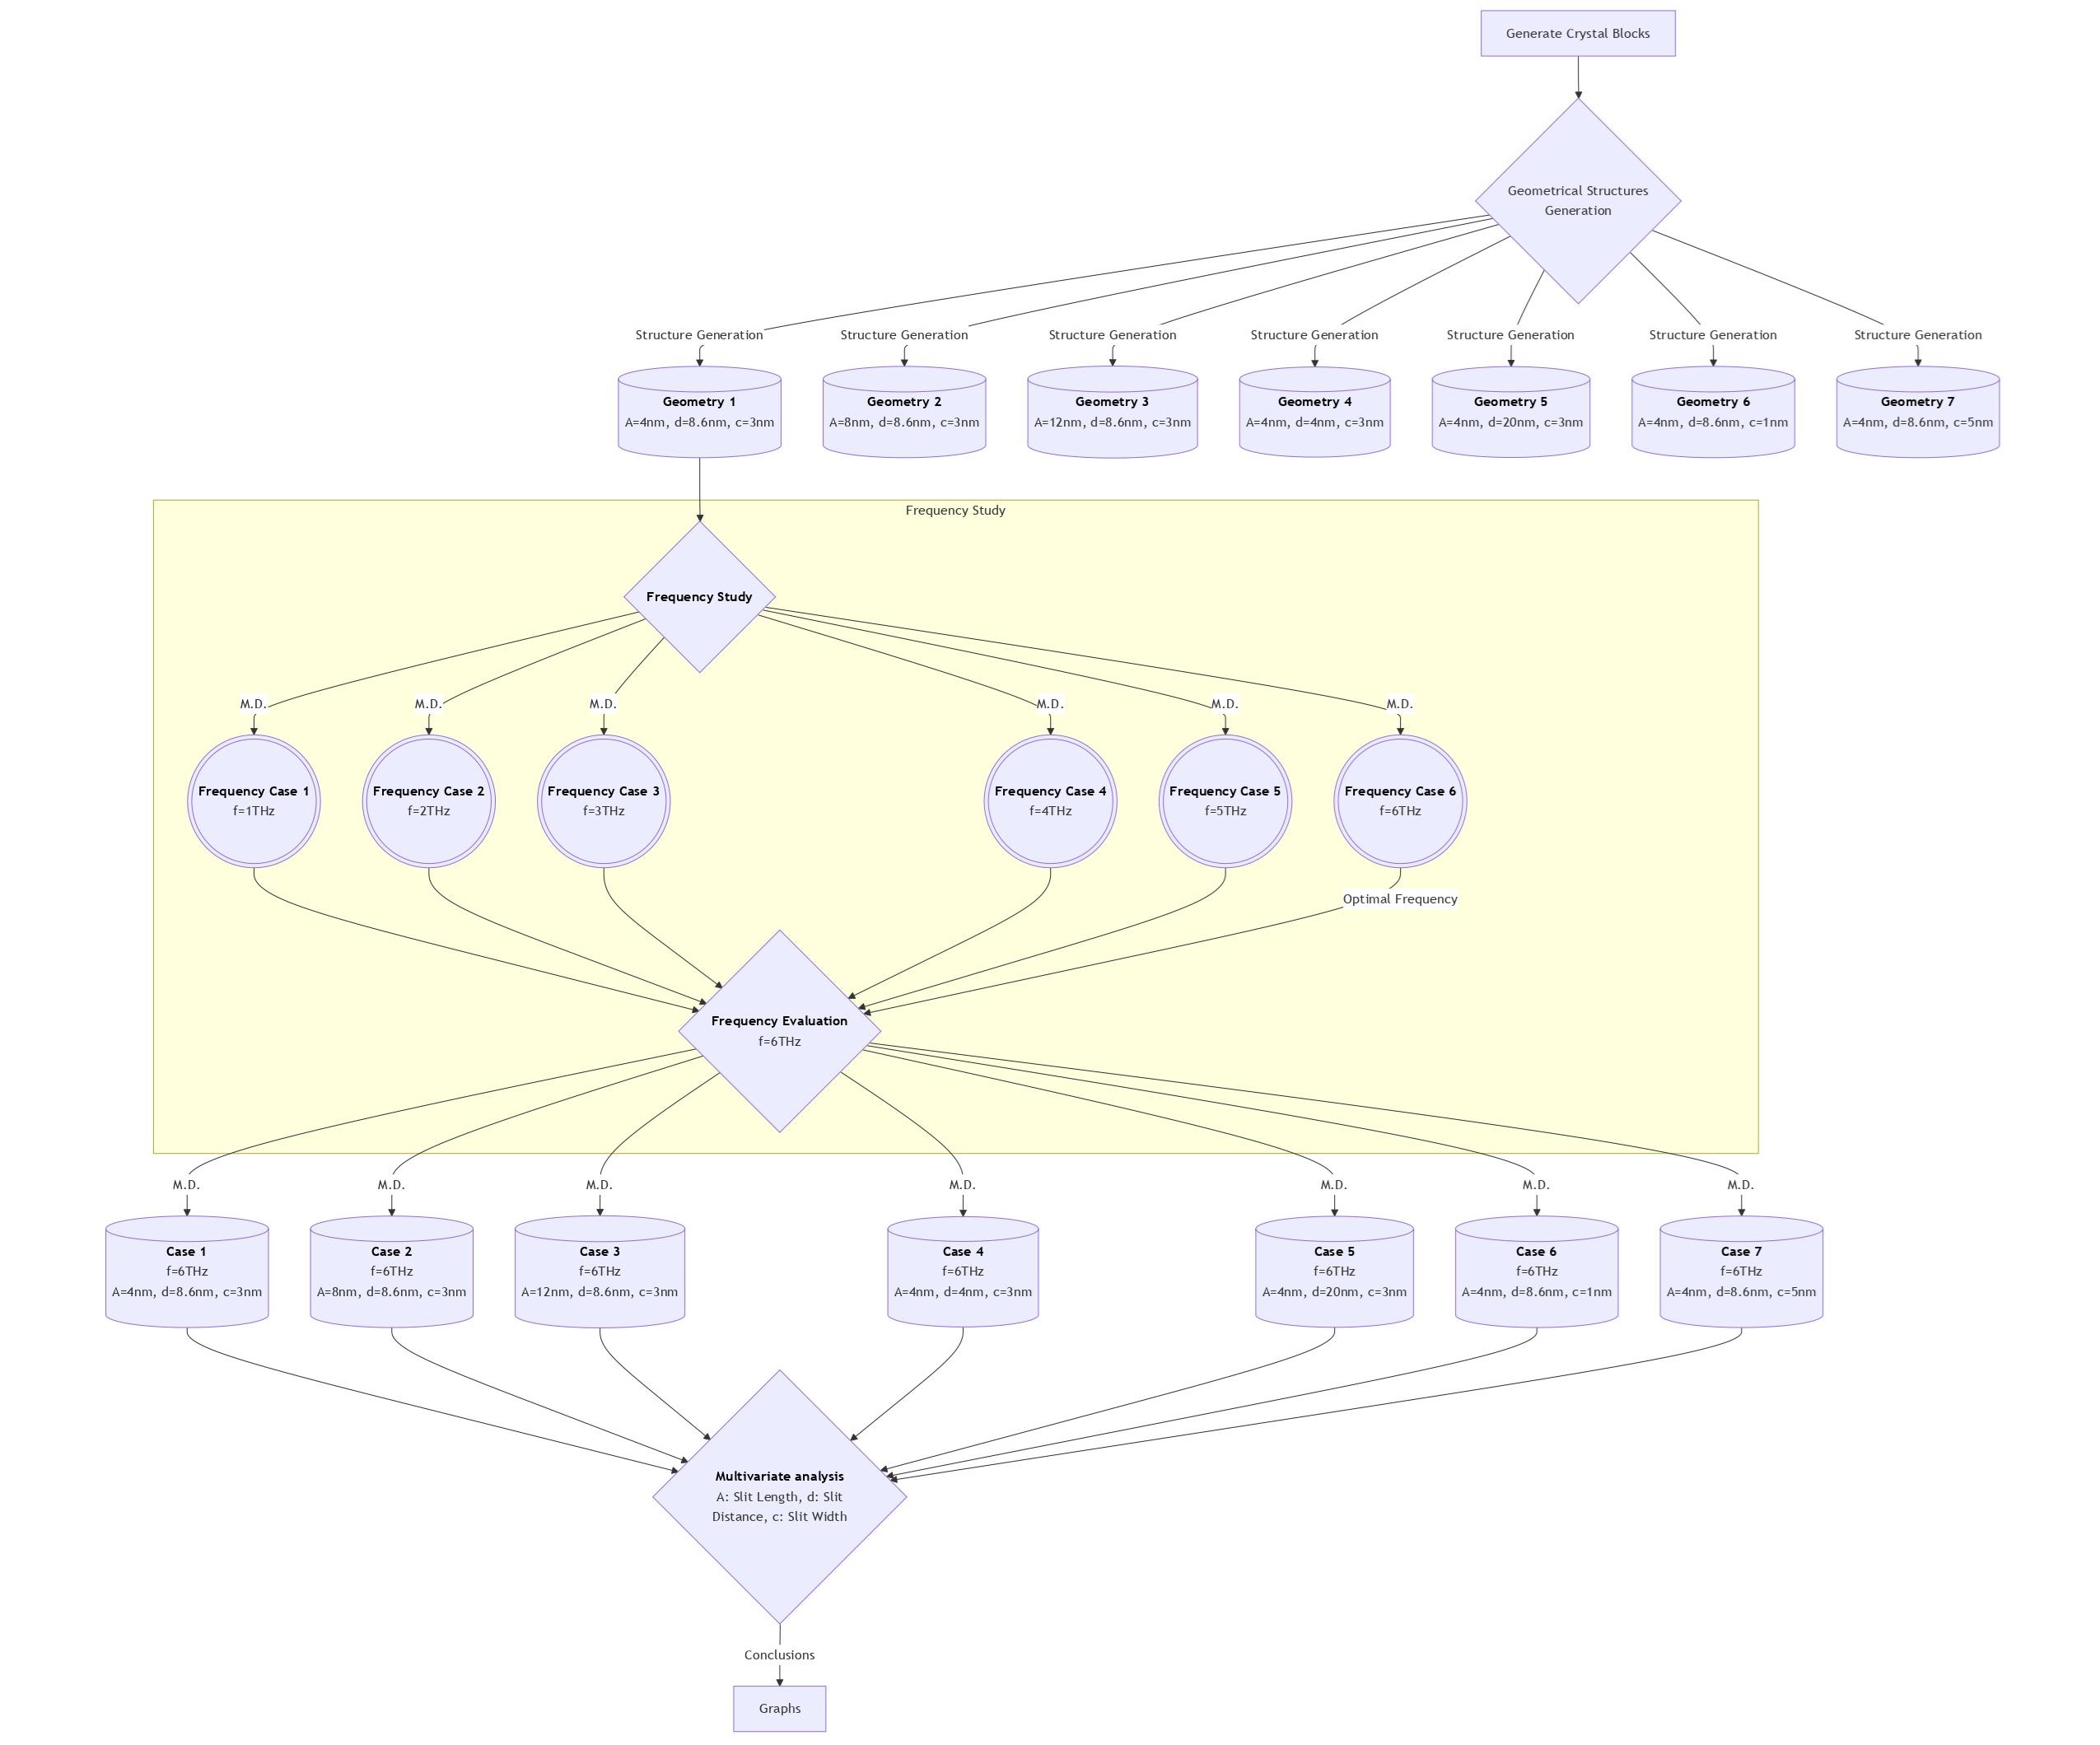 Generate Crystal Blocks
Geometrical Structures
Generation
Structure Generation
Structure Generation
Structure Generation
Structure Generation
Structure Generation
Structure Generation
Structure Generation
Geometry 1
A=4nm, d=8.6nm, c=3nm
Geometry 2
A=8nm, d=8.6nm, c=3nm
Geometry 3
A=12nm, d=8.6nm, c=3nm
Geometry 4
A=4nm, d=4nm, c=3nm
Geometry 5
A=4nm, d=20nm, c=3nm
Geometry 6
A=4nm, d=8.6nm, c=1nm
Geometry 7
A=4nm, d=8.6nm, c=5nm
Frequency Study
Frequency Study
M.D.
M.D.
M.D.
M.D.
M.D.
M.D.
Frequency Case 1
f=1THz
Frequency Case 2
f=2THz
Frequency Case 3
f=3THz
Frequency Case 4
f=4THz
Frequency Case 5
f=5THz
Frequency Case 6
f=6THz
Optimal Frequency
Frequency Evaluation
f=6THz
M.D.
M.D.
M.D.
M.D.
M.D.
M.D.
M.D.
Case 1
f=6THz
A=4nm, d=8.6nm, c=3nm
Case 2
f=6THz
A=8nm, d=8.6nm, c=3nm
Case 3
f=6THz
A=12nm, d=8.6nm, c=3nm
Case 4
f=6THz
A=4nm, d=4nm, c=3nm
Case 5
f=6THz
A=4nm, d=20nm, c=3nm
Case 6
f=6THz
A=4nm, d=8.6nm, c=1nm
Case 7
f=6THz
A=4nm, d=8.6nm, c=5nm
Multivariate analysis
A: Slit Length, d: Slit
Distance, c: Slit Width
Conclusions
Graphs